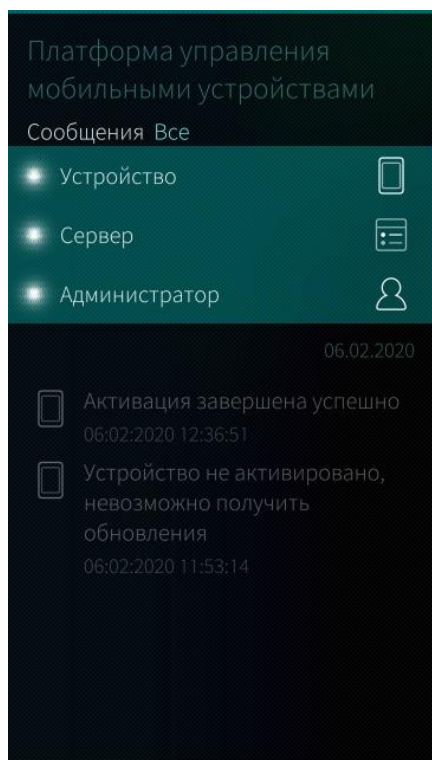 Платформа управления
мобильными устройствами
Сообщения Все
Устройство
Сервер
Администратор
06.02.2020
Активация завершена успешно
06:02:2020 12:36:51
Устройство не активировано,
невозможно получить
обновления
06:02:2020 11:53:14